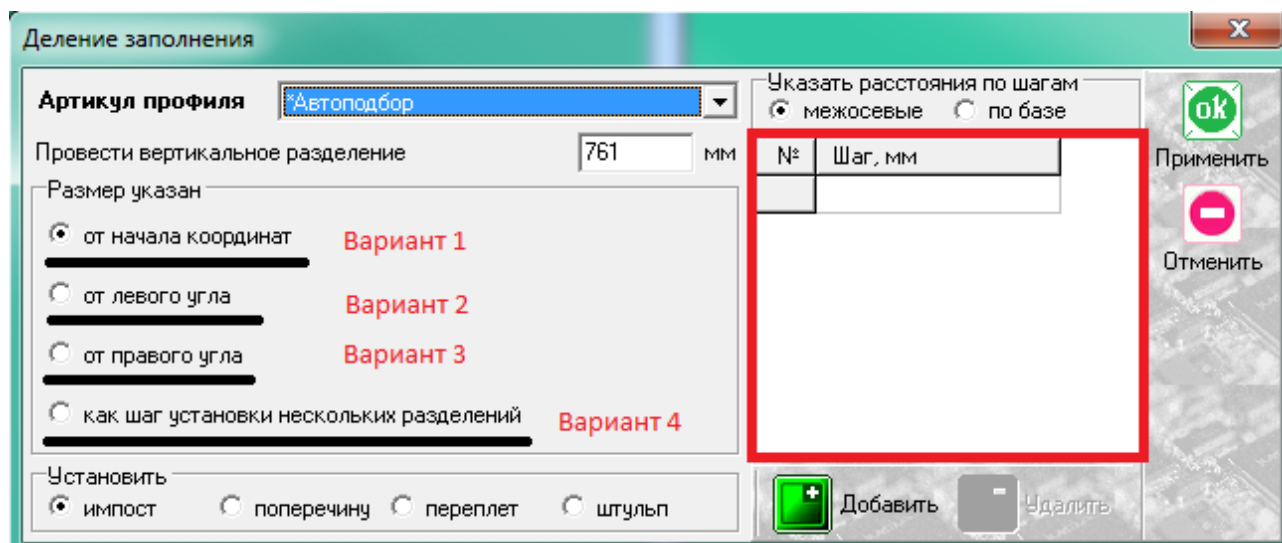 Деление заполнения
Артикул профиля *Автоподбор
Провести вертикальное разделение 761 мм
Размер указан
от начала координат Вариант 1
от левого угла Вариант 2
от правого угла Вариант 3
как шаг установки нескольких разделений Вариант 4
Установить
импост поперечину переплет штульп
Указать расстояния по шагам
межосевые по базе
№ Шаг, мм
Добавить Удалить
ok
Применить
Отменить